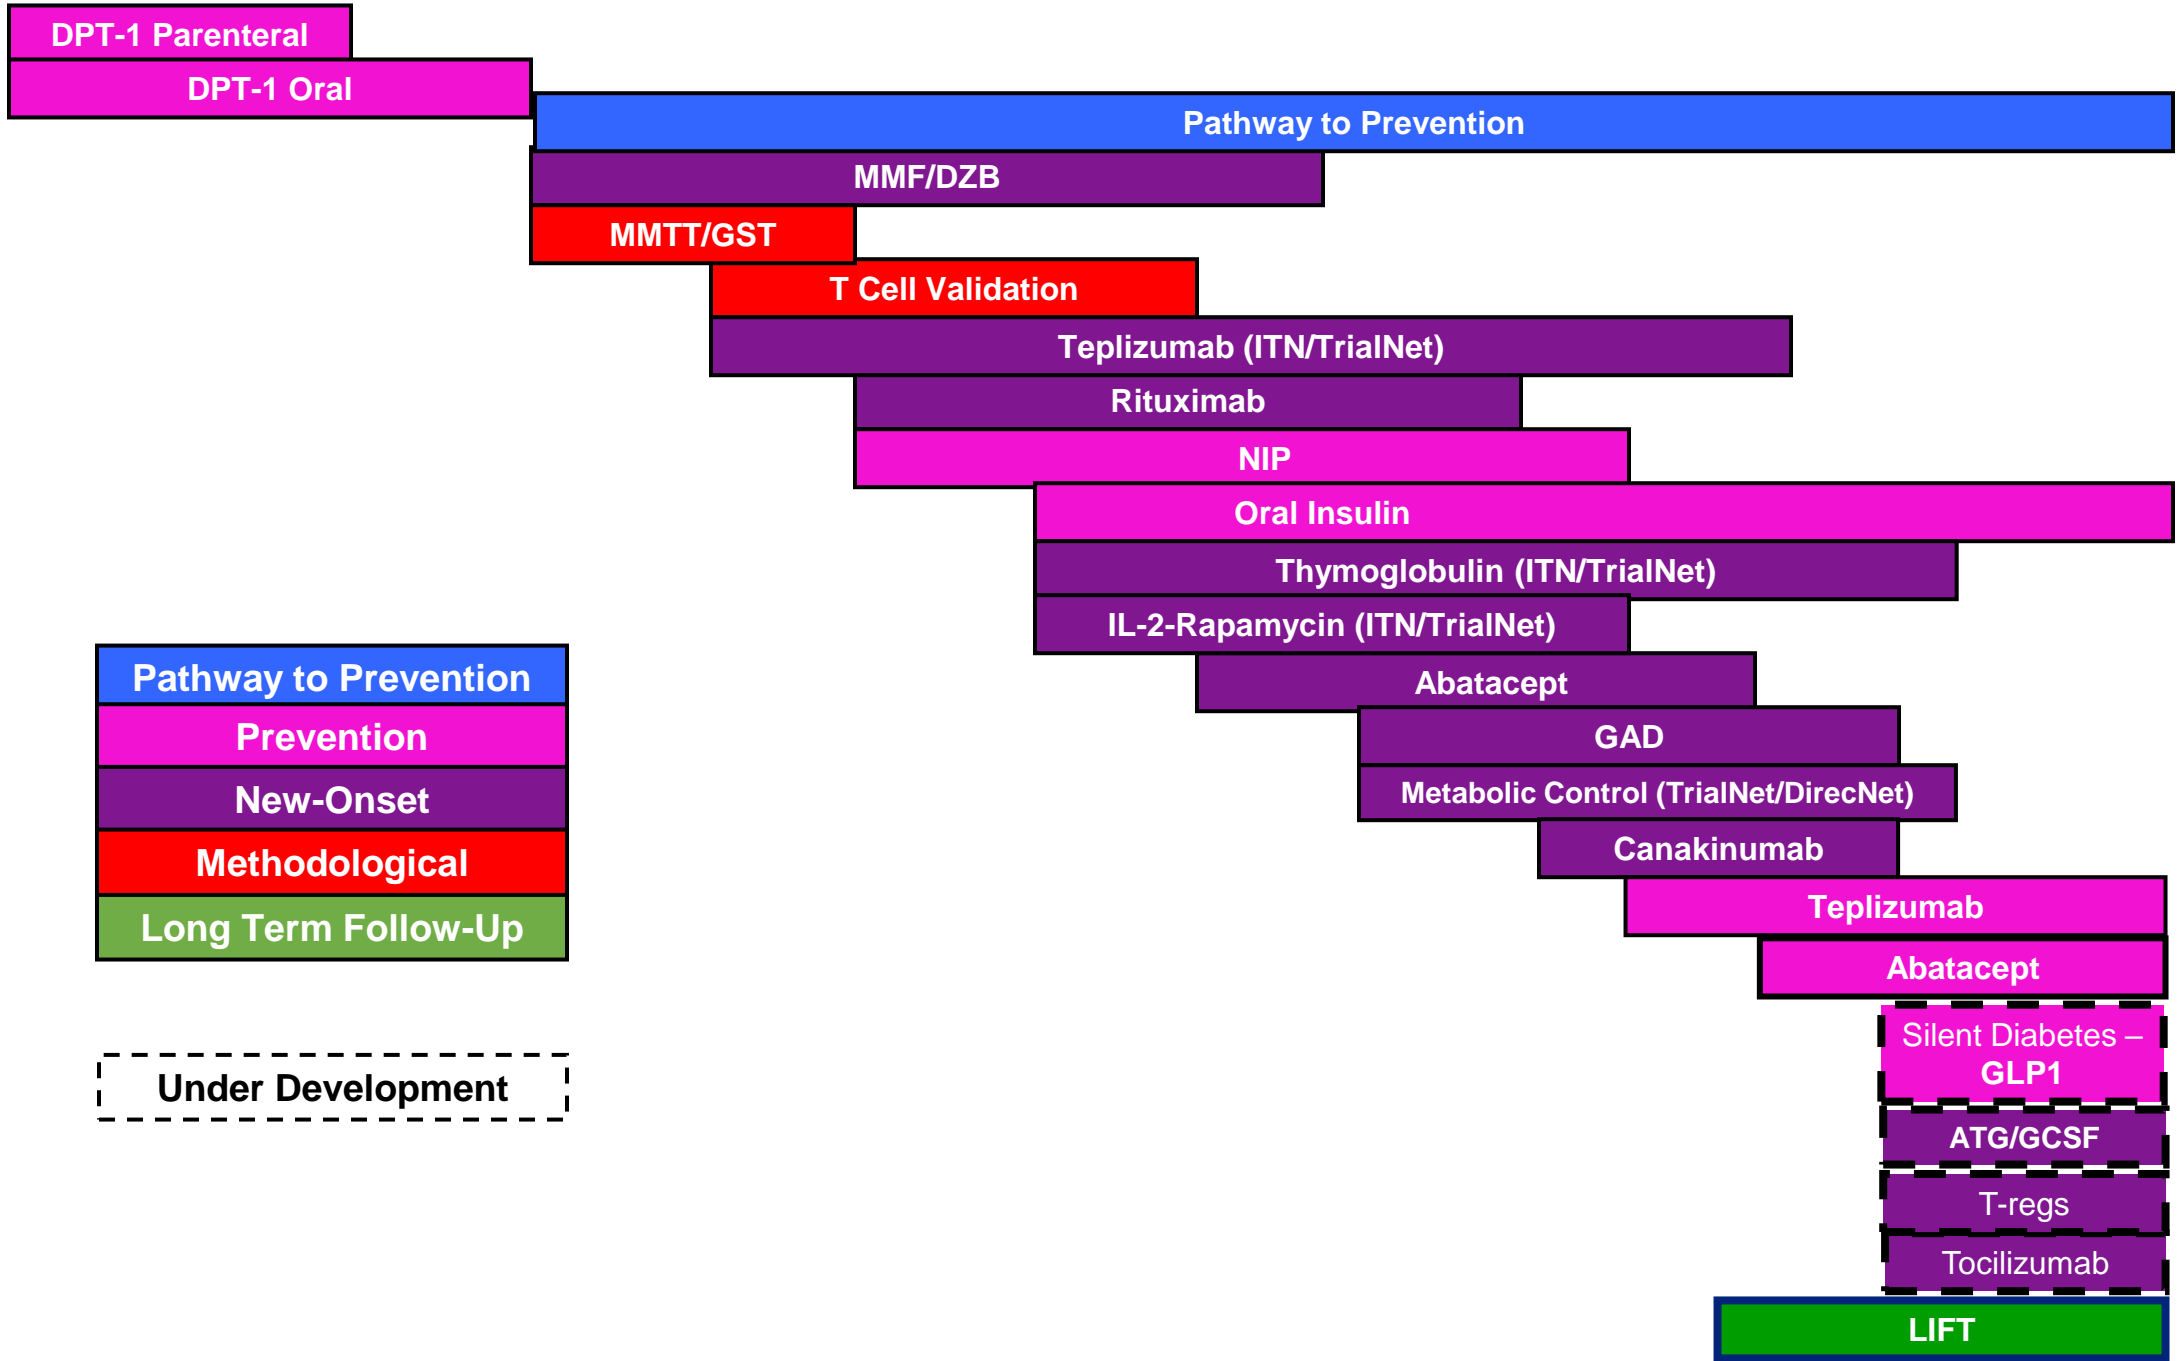 DPT-1 Parenteral
DPT-1 Oral
Pathway to Prevention
MMF/DZB
MMTT/GST
T Cell Validation
Teplizumab (ITN/TrialNet)
Rituximab
NIP
Oral Insulin
Thymoglobulin (ITN/TrialNet)
IL-2-Rapamycin (ITN/TrialNet)
Abatacept
GAD
Metabolic Control (TrialNet/DirecNet)
Canakinumab
Teplizumab
Abatacept
Silent Diabetes –
GLP1
ATG/GCSF
T-regs
Tocilizumab
LIFT
Pathway to Prevention
Prevention
New-Onset
Methodological
Long Term Follow-Up
Under Development